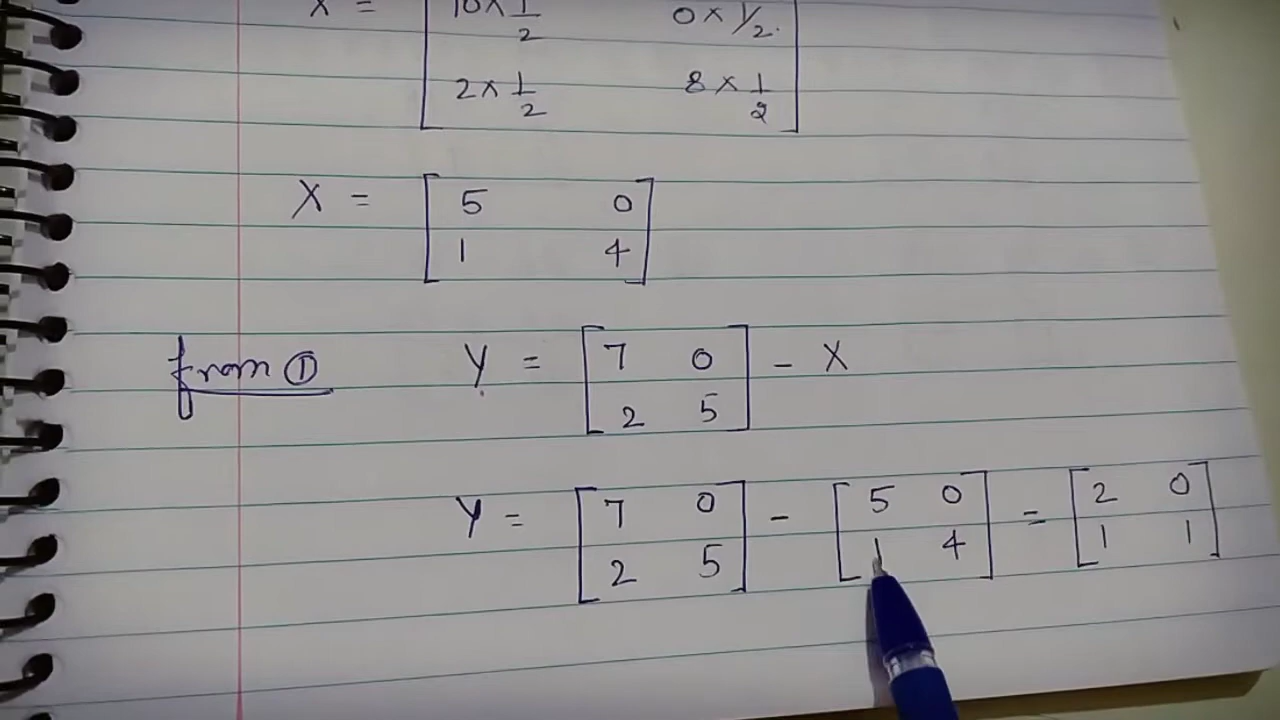 X = [ 10 × 1/2 0 × 1/2.
2 × 1/2 8 × 1/2 ]
X = [ 5 0
1 4 ]
from ① Y = [ 7 0
2 5 ] - X
Y = [ 7 0
2 5 ] - [ 5 0
1 4 ] = [ 2 0
1 1 ]